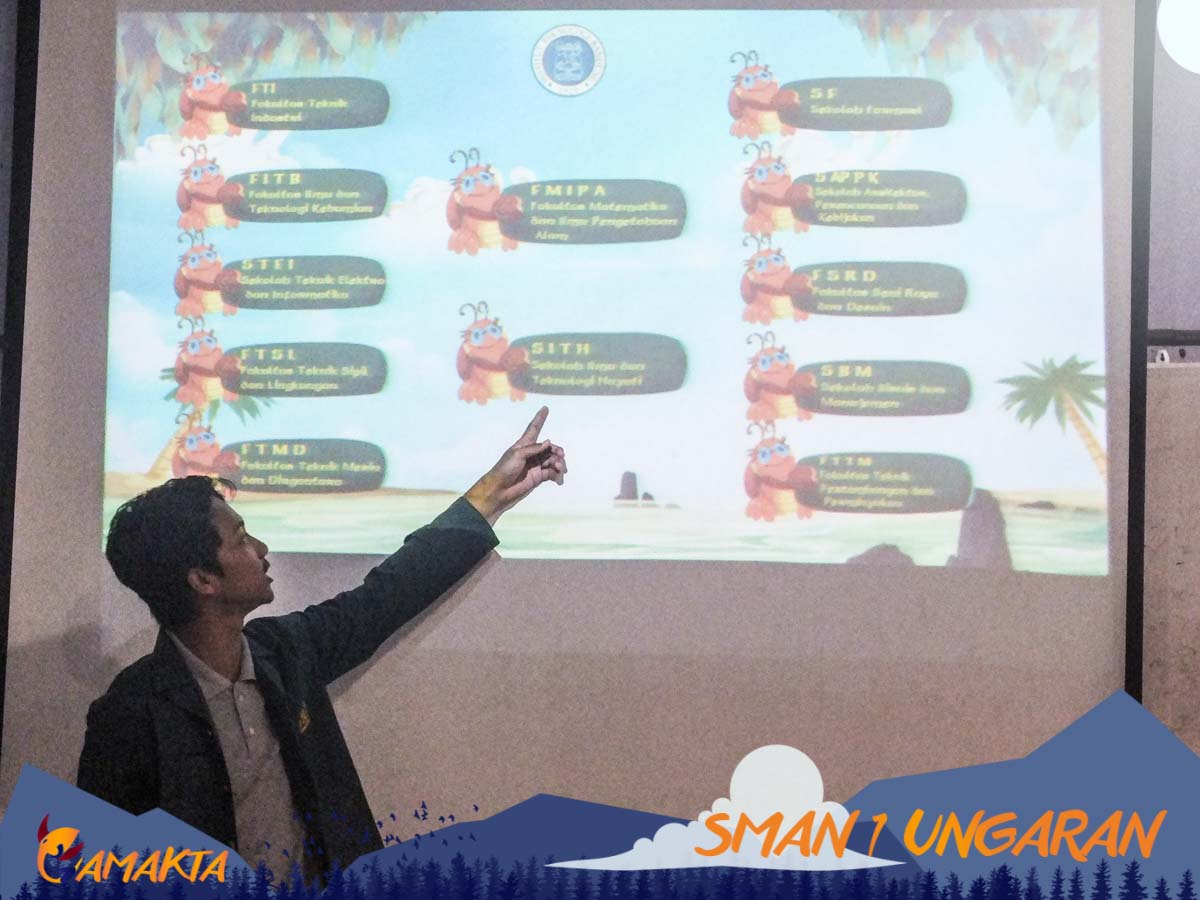 FTI
Fakultas Teknik
Industri
FITB
Fakultas Ilmu dan
Teknologi Kebumian
STEI
Sekolah Teknik Elektro
dan Informatika
FTSL
Fakultas Teknik Sipil
dan Lingkungan
FTMD
Fakultas Teknik Mesin
dan Dirgantara
FMIPA
Fakultas Matematika
dan Ilmu Pengetahuan
Alam
SITH
Sekolah Ilmu dan
Teknologi Hayati
SF
Sekolah Farmasi
SAPPK
Sekolah Arsitektur,
Perencanaan dan
Kebijakan
FSRD
Fakultas Seni Rupa
dan Desain
SBM
Sekolah Bisnis dan
Manajemen
FTTM
Fakultas Teknik
Pertambangan dan
Perminyakan
AMAKTA
SMAN 1 UNGARAN